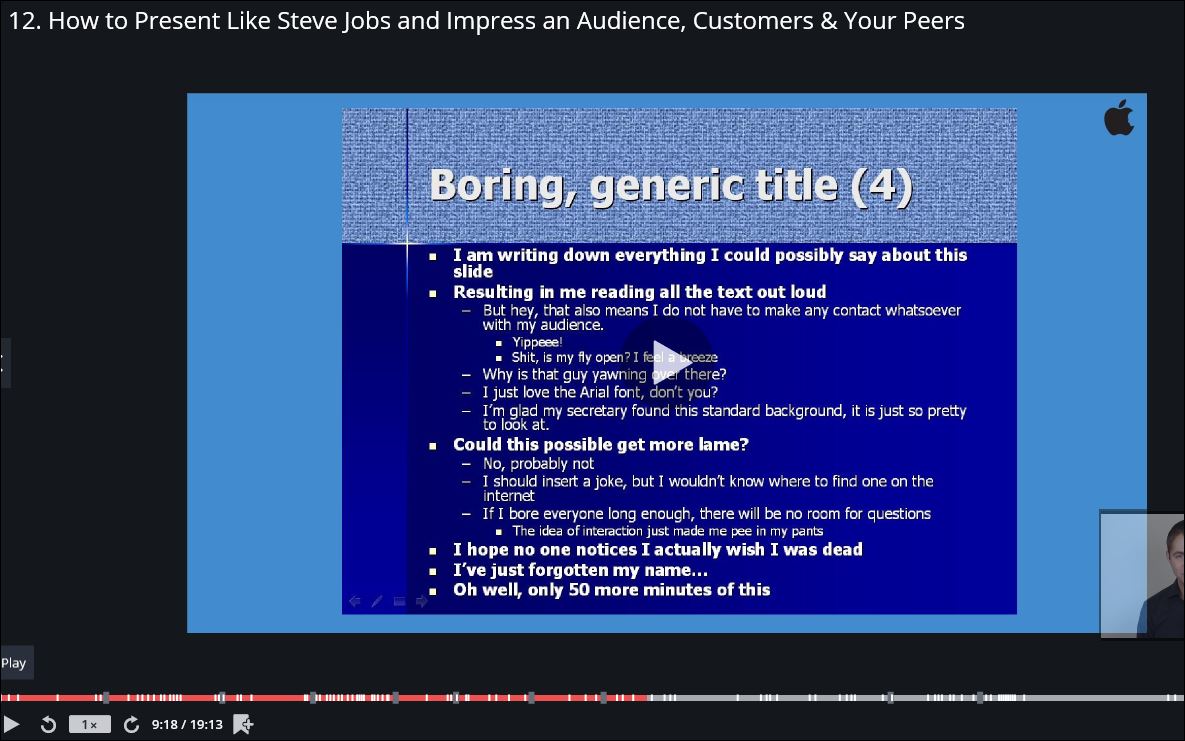 12. How to Present Like Steve Jobs and Impress an Audience, Customers & Your Peers
Boring, generic title (4)
I am writing down everything I could possibly say about this
slide
Resulting in me reading all the text out loud
– But hey, that also means I do not have to make any contact whatsoever
with my audience.
Yippeee!
Shit, is my fly open? I feel a breeze
– Why is that guy yawning over there?
– I just love the Arial font, don't you?
– I'm glad my secretary found this standard background, it is just so pretty
to look at.
Could this possible get more lame?
– No, probably not
– I should insert a joke, but I wouldn't know where to find one on the
internet
– If I bore everyone long enough, there will be no room for questions
The idea of interaction just made me pee in my pants
I hope no one notices I actually wish I was dead
I've just forgotten my name...
Oh well, only 50 more minutes of this
Play
1× 9:18 / 19:13